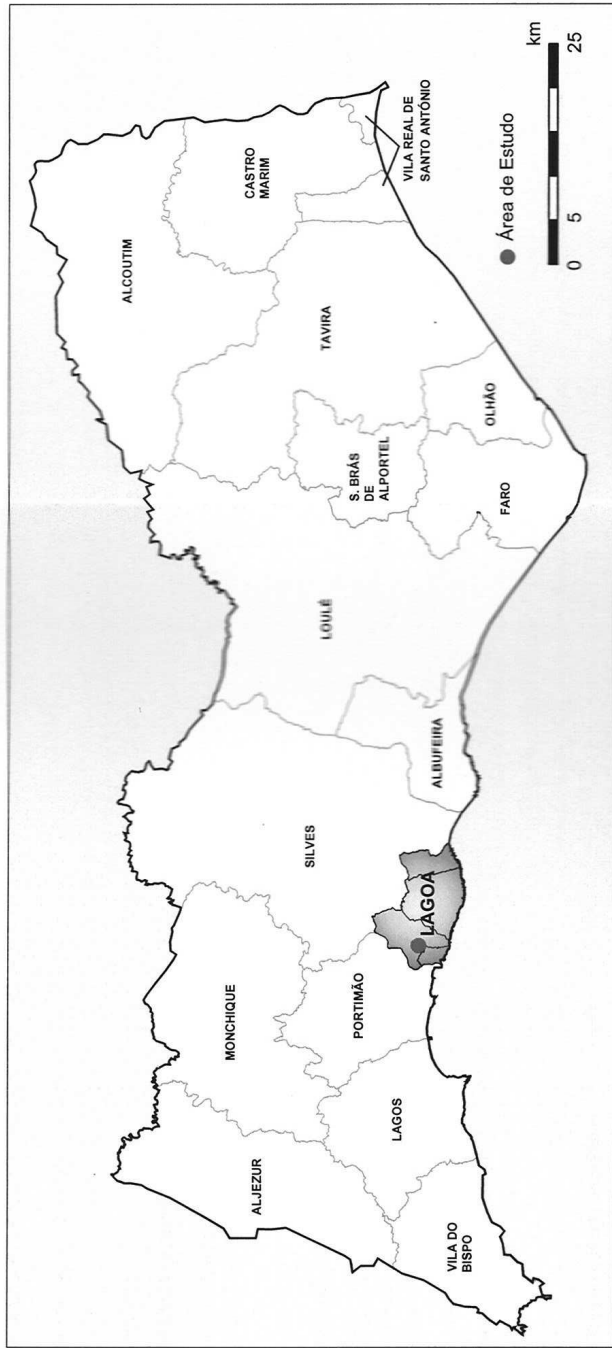 ALCOUTIM
CASTRO
MARIM
VILA REAL DE
SANTO ANTÓNIO
TAVIRA
S. BRÁS
DE
ALPORTEL
OLHÃO
FARO
LOULÉ
ALBUFEIRA
SILVES
LAGOA
MONCHIQUE
PORTIMÃO
LAGOS
ALJEZUR
VILA DO
BISPO
Área de Estudo
km
0
5
25